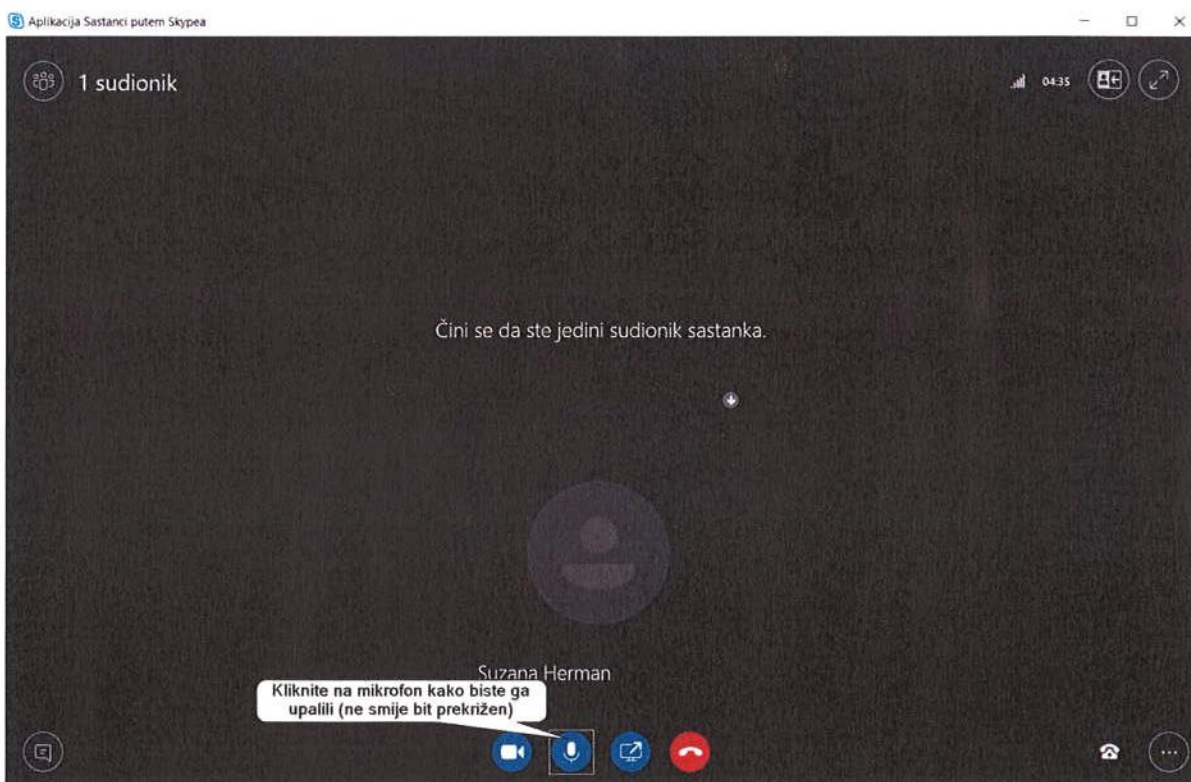 Aplikacija Sastanci putem Skypea
1 sudionik
04:35
Čini se da ste jedini sudionik sastanka.
Suzana Herman
Kliknite na mikrofon kako biste ga
upalili (ne smije bit prekrižen)